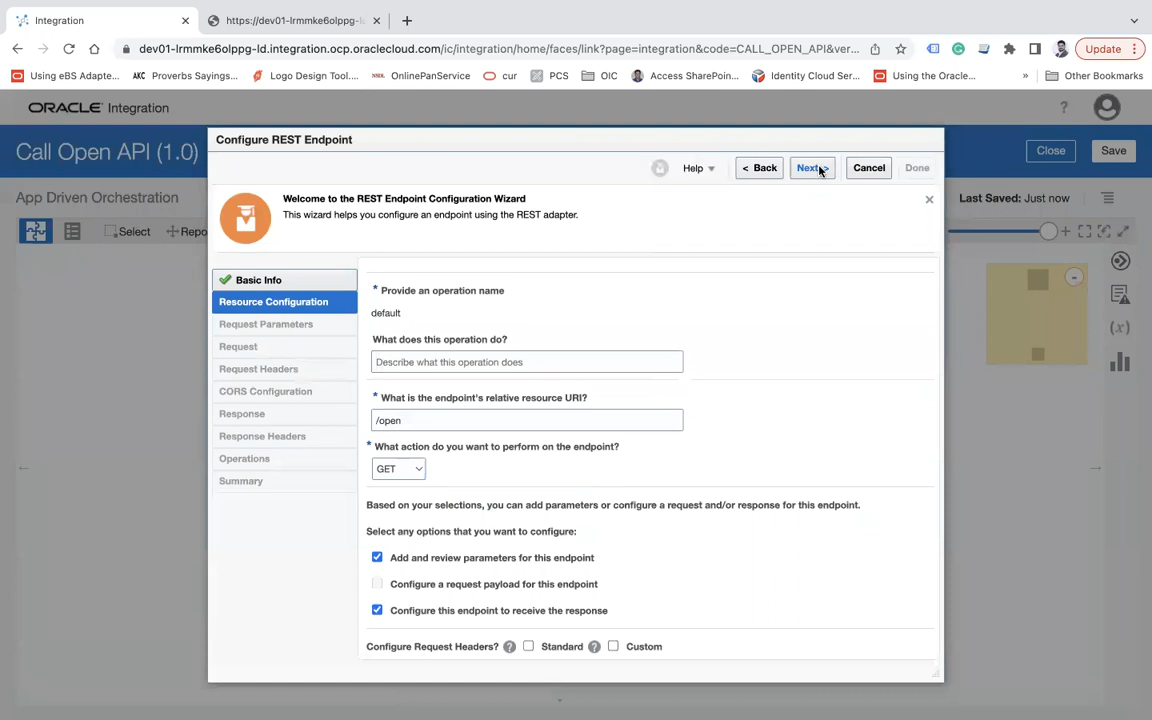 Integration
https://dev01-lrmmke6olppg-l
dev01-lrmmke6olppg-ld.integration.ocp.oraclecloud.com/ic/integration/home/faces/link?page=integration&code=CALL_OPEN_API&ver...
Update
Using eBS Adapte...
AKC Proverbs Sayings...
Logo Design Tool....
OnlinePanService
cur
PCS
OIC
Access SharePoin...
Identity Cloud Ser...
Using the Oracle...
»
Other Bookmarks
ORACLE Integration
?
Call Open API (1.0)
Close
Save
App Driven Orchestration
Last Saved: Just now
Select
Repo
Configure REST Endpoint
Help
< Back
Next >
Cancel
Done
Welcome to the REST Endpoint Configuration Wizard
This wizard helps you configure an endpoint using the REST adapter.
Basic Info
Resource Configuration
Request Parameters
Request
Request Headers
CORS Configuration
Response
Response Headers
Operations
Summary
* Provide an operation name
default
What does this operation do?
Describe what this operation does
* What is the endpoint's relative resource URI?
/open
* What action do you want to perform on the endpoint?
GET
Based on your selections, you can add parameters or configure a request and/or response for this endpoint.
Select any options that you want to configure:
Add and review parameters for this endpoint
Configure a request payload for this endpoint
Configure this endpoint to receive the response
Configure Request Headers? ? Standard ? Custom
(x)